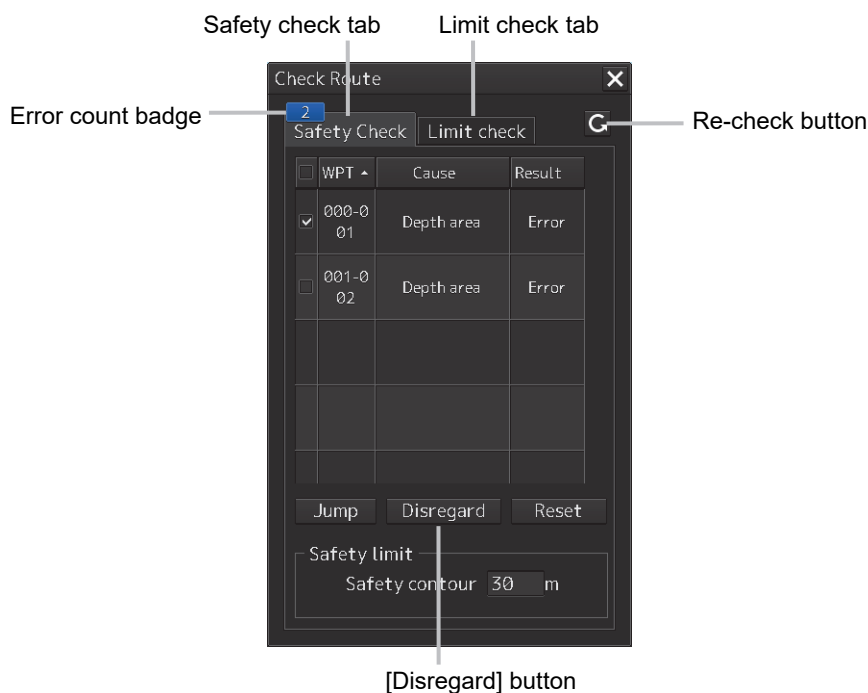 Safety check tab Limit check tab
Check Route
Error count badge
2
Safety Check Limit check
Re-check button
WPT Cause Result
000-0
01
Depth area Error
001-0
02
Depth area Error
Jump Disregard Reset
Safety limit
Safety contour 30 m
[Disregard] button